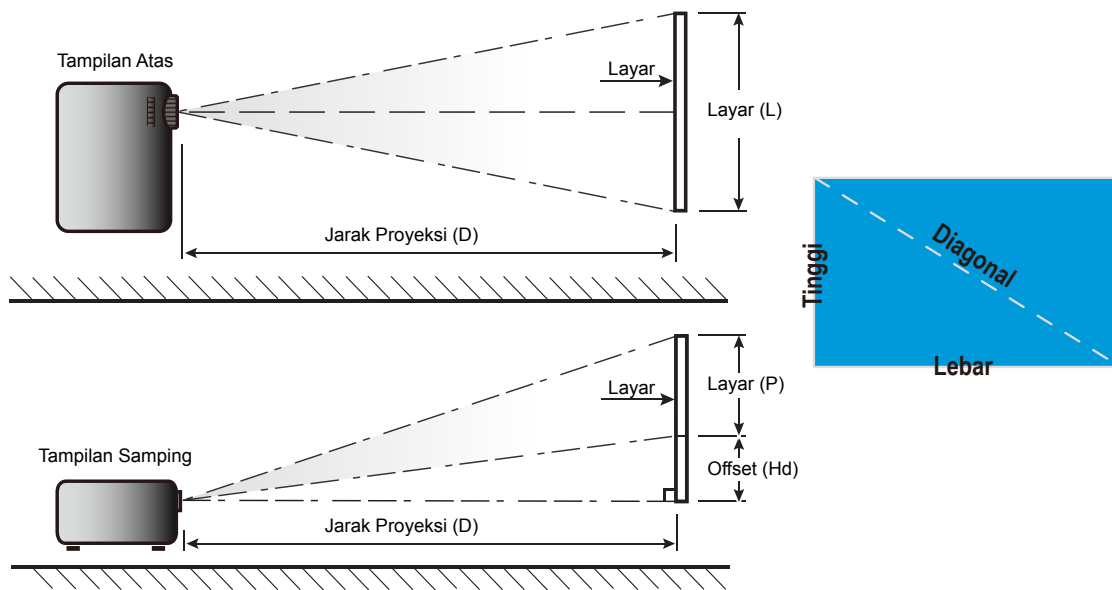 Tampilan Atas
Layar
Layar (L)
Jarak Proyeksi (D)
Tinggi
Diagonal
Lebar
Tampilan Samping
Layar
Layar (P)
Offset (Hd)
Jarak Proyeksi (D)